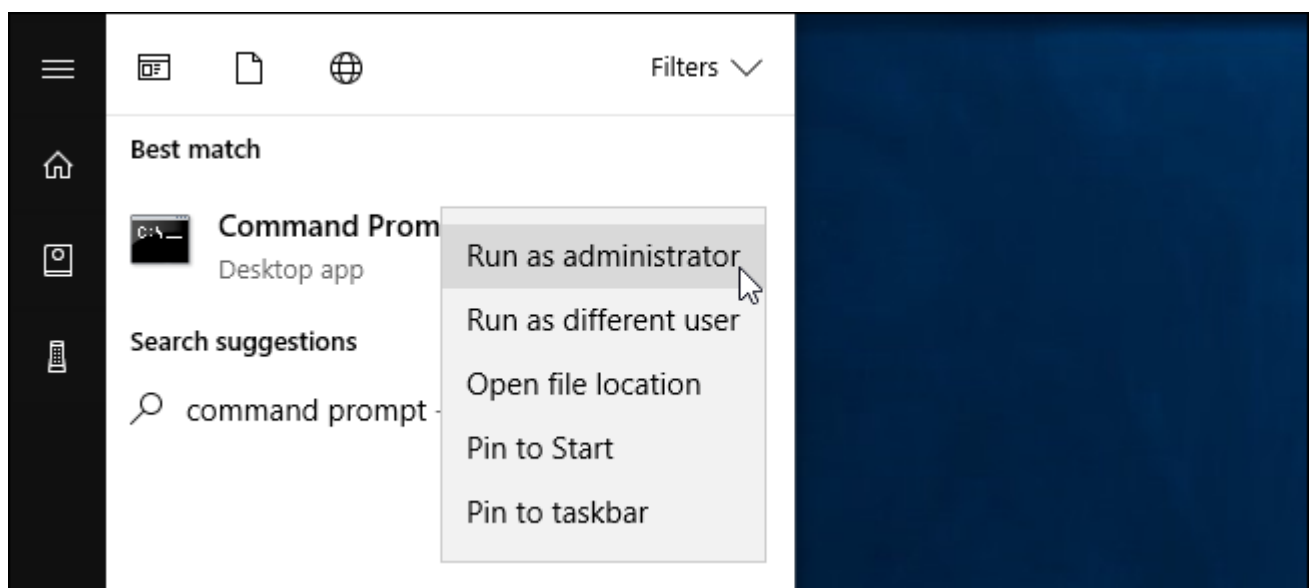 Filters
Best match
Command Prom
Desktop app
Run as administrator
Run as different user
Search suggestions
Open file location
command prompt -
Pin to Start
Pin to taskbar